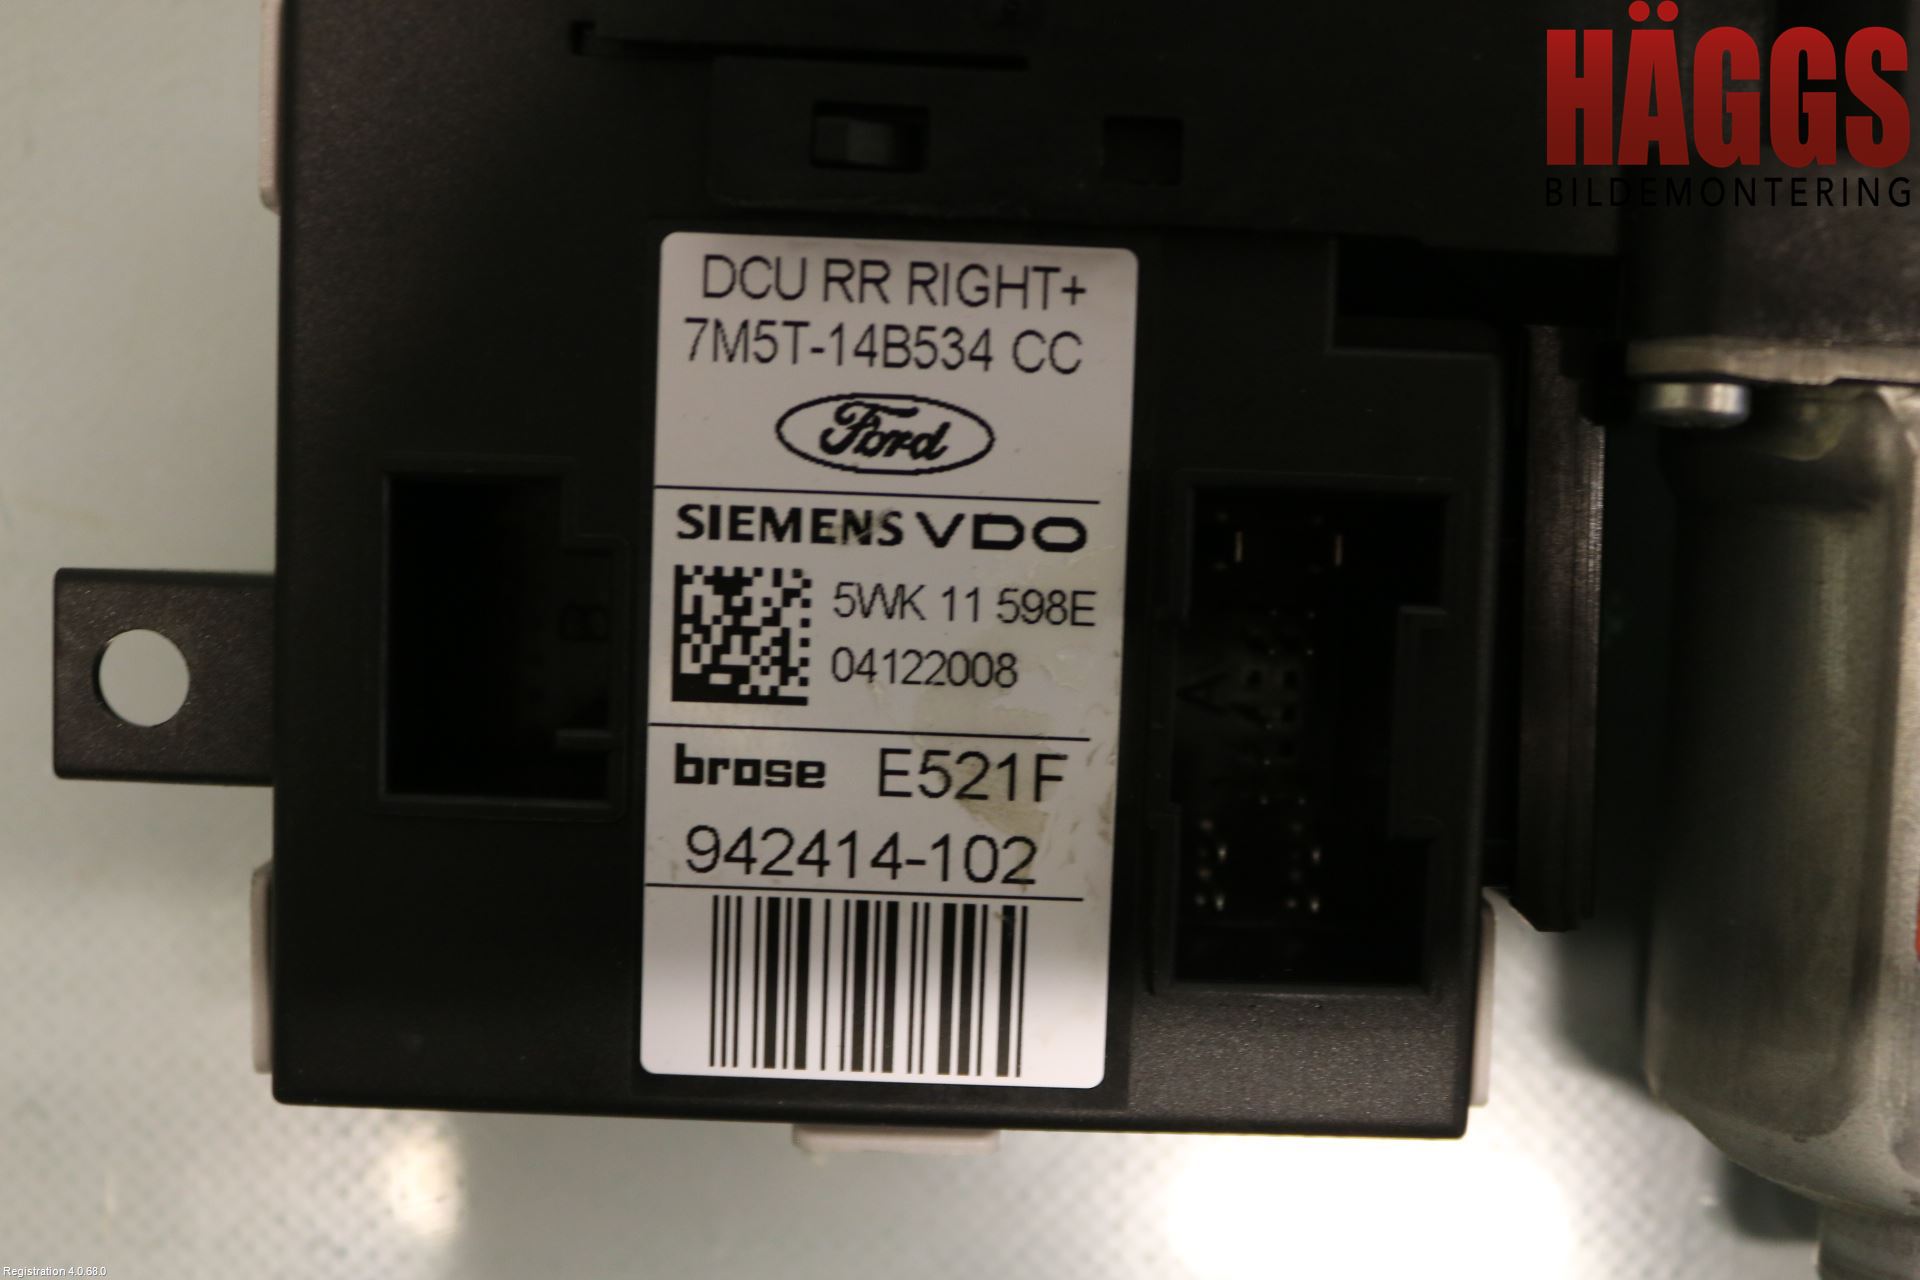 HÄGGS
BILDEMONTERING
DCU RR RIGHT+
7M5T-14B534 CC
Ford
SIEMENS VDO
5WK 11 598E
04122008
brose E521F
942414-102
B
A
Registration 4.0.68.0